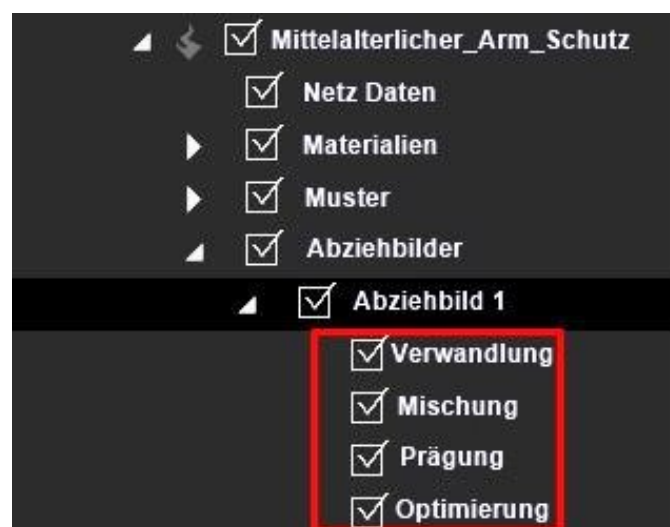 Mittelalterlicher_Arm_Schutz
Netz Daten
Materialien
Muster
Abziehbilder
Abziehbild 1
Verwandlung
Mischung
Prägung
Optimierung